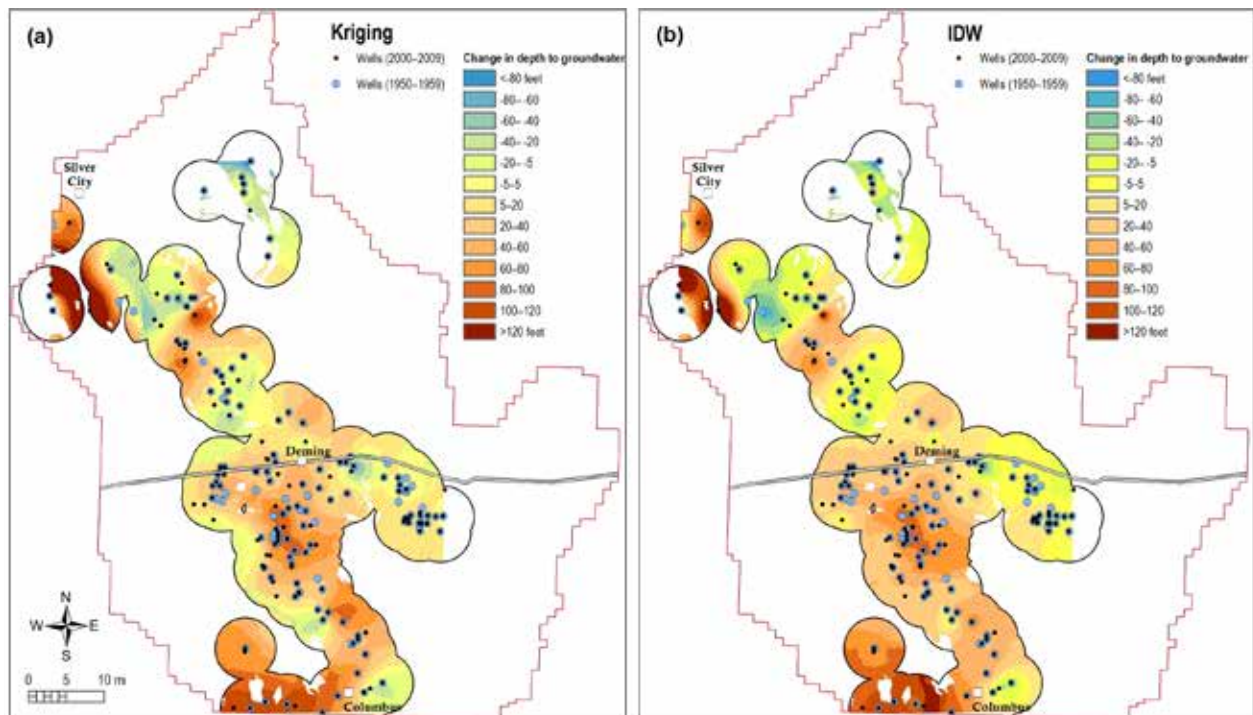 (a)
Kriging
Wells (2000–2009)
Wells (1950–1959)
Change in depth to groundwater
<-80 feet
-80– -60
-60– -40
-40– -20
-20– -5
-5–5
5–20
20–40
40–60
60–80
80–100
100–120
>120 feet
Silver
City
Deming
Columbus
N
W E
S
0 5 10 m
(b)
IDW
Wells (2000–2009)
Wells (1950–1959)
Change in depth to groundwater
<-80 feet
-80– -60
-60– -40
-40– -20
-20– -5
-5–5
5–20
20–40
40–60
60–80
80–100
100–120
>120 feet
Silver
City
Deming
Columbus